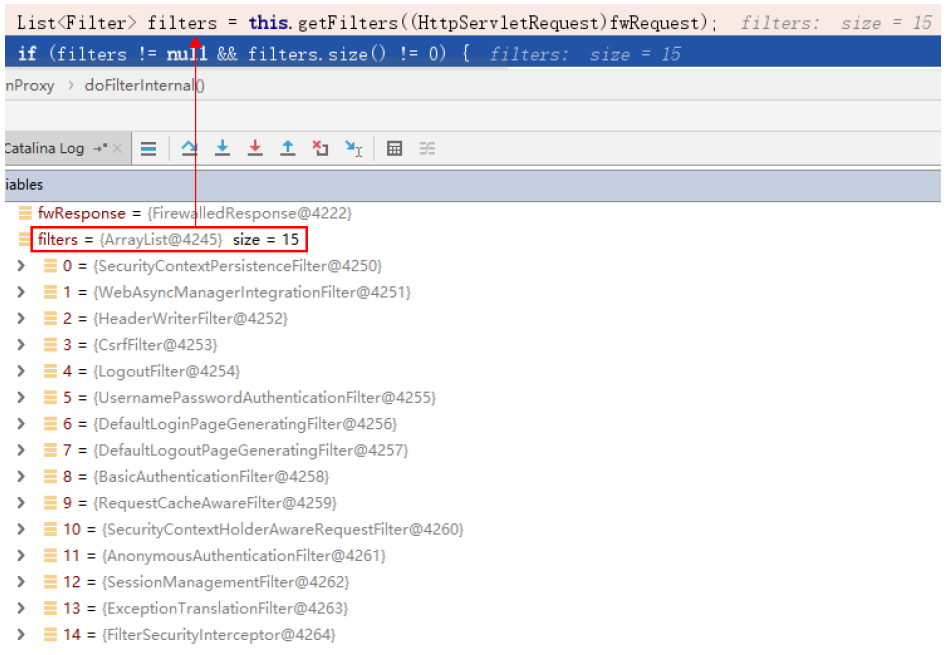 List<Filter> filters = this.getFilters((HttpServletRequest)fwRequest); filters: size = 15
if (filters != null && filters.size() != 0) { filters: size = 15
nProxy > doFilterInternal()
Catalina Log
iables
fwResponse = {FirewalledResponse@4222}
filters = {ArrayList@4245} size = 15
0 = {SecurityContextPersistenceFilter@4250}
1 = {WebAsyncManagerIntegrationFilter@4251}
2 = {HeaderWriterFilter@4252}
3 = {CsrfFilter@4253}
4 = {LogoutFilter@4254}
5 = {UsernamePasswordAuthenticationFilter@4255}
6 = {DefaultLoginPageGeneratingFilter@4256}
7 = {DefaultLogoutPageGeneratingFilter@4257}
8 = {BasicAuthenticationFilter@4258}
9 = {RequestCacheAwareFilter@4259}
10 = {SecurityContextHolderAwareRequestFilter@4260}
11 = {AnonymousAuthenticationFilter@4261}
12 = {SessionManagementFilter@4262}
13 = {ExceptionTranslationFilter@4263}
14 = {FilterSecurityInterceptor@4264}